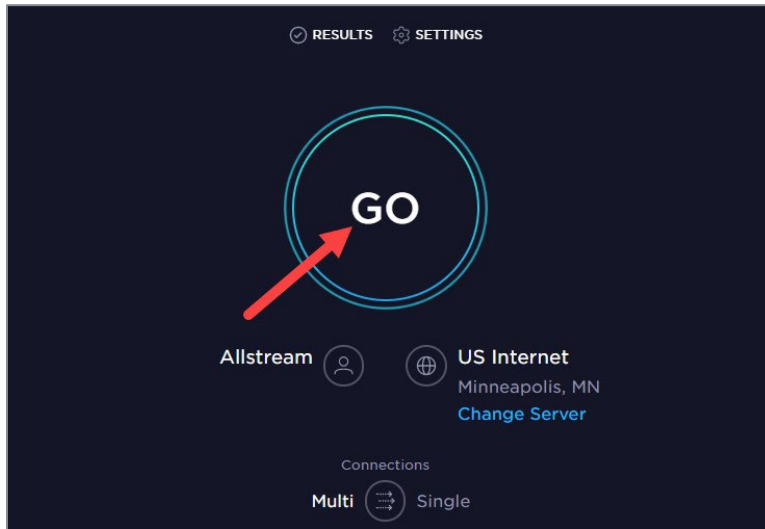 RESULTS SETTINGS
GO
Allstream
US Internet
Minneapolis, MN
Change Server
Connections
Multi Single